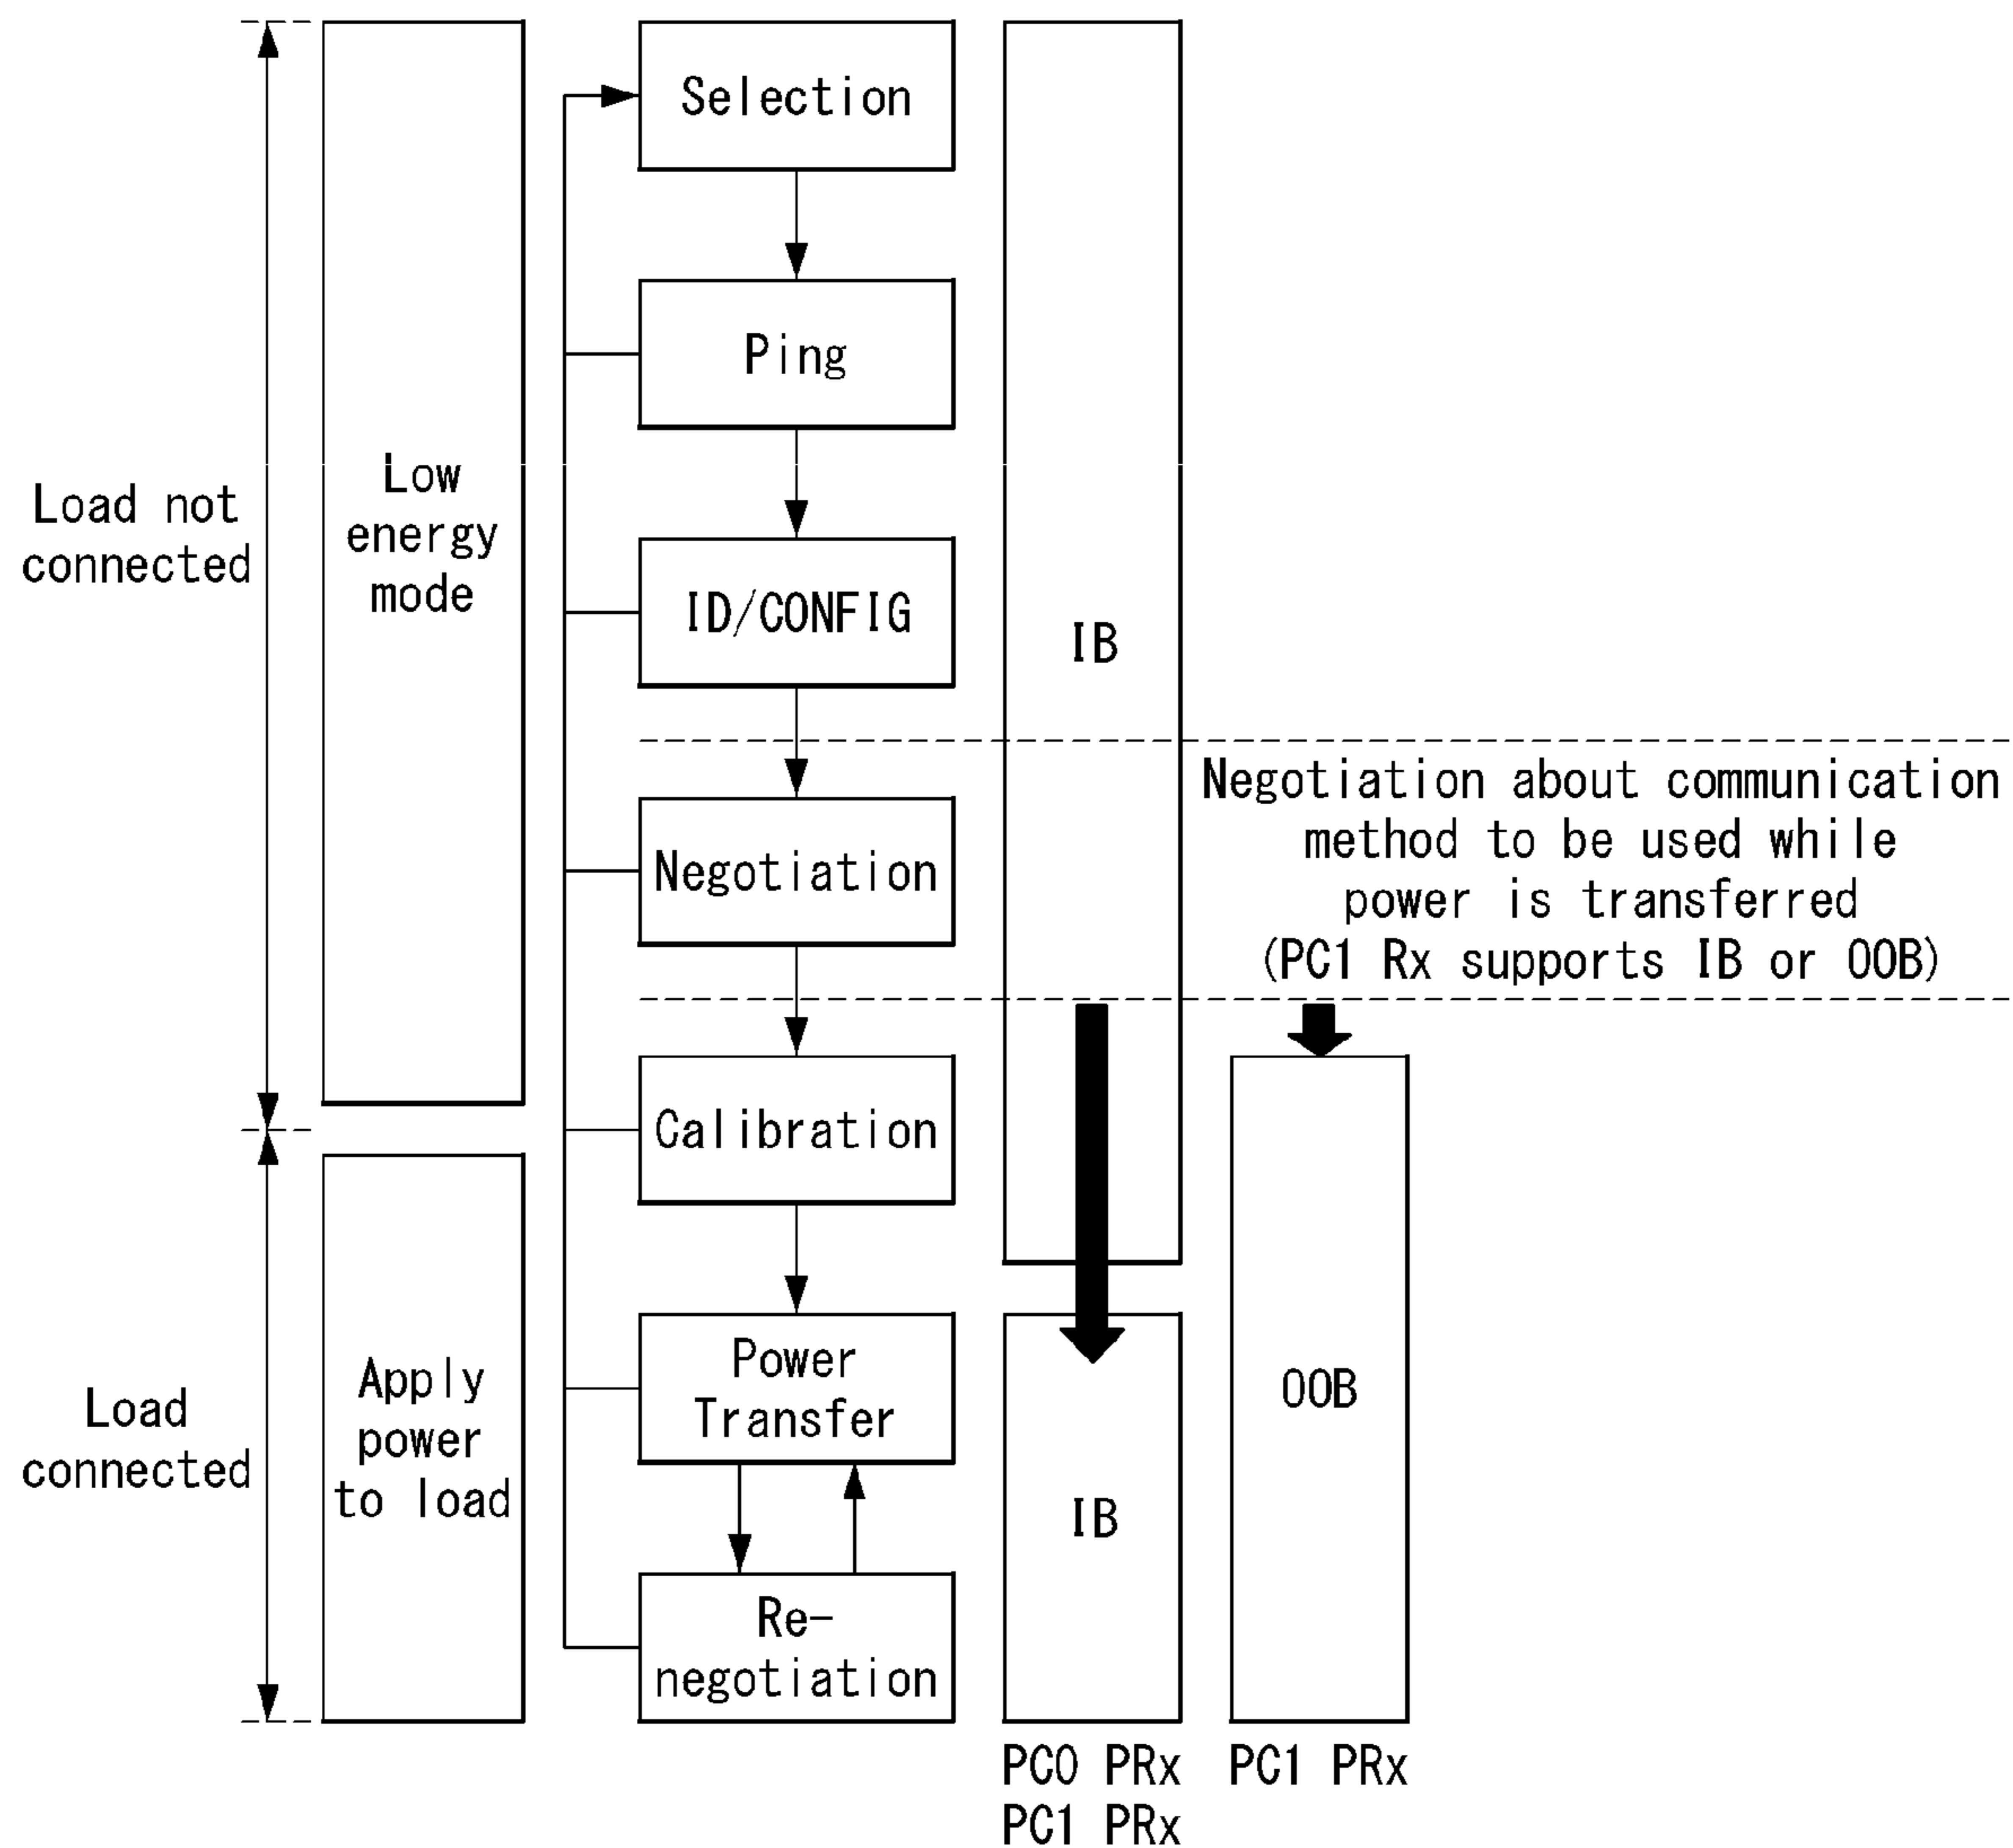 Selection
Ping
Load not
connected
Low
energy
mode
ID/CONFIG
IB
Negotiation about communication
method to be used while
power is transferred
(PC1 Rx supports IB or OOB)
Negotiation
Calibration
Load
connected
Apply
power
to load
Power
Transfer
OOB
IB
Re-
negotiation
PC0 PRx
PC1 PRx
PC1 PRx